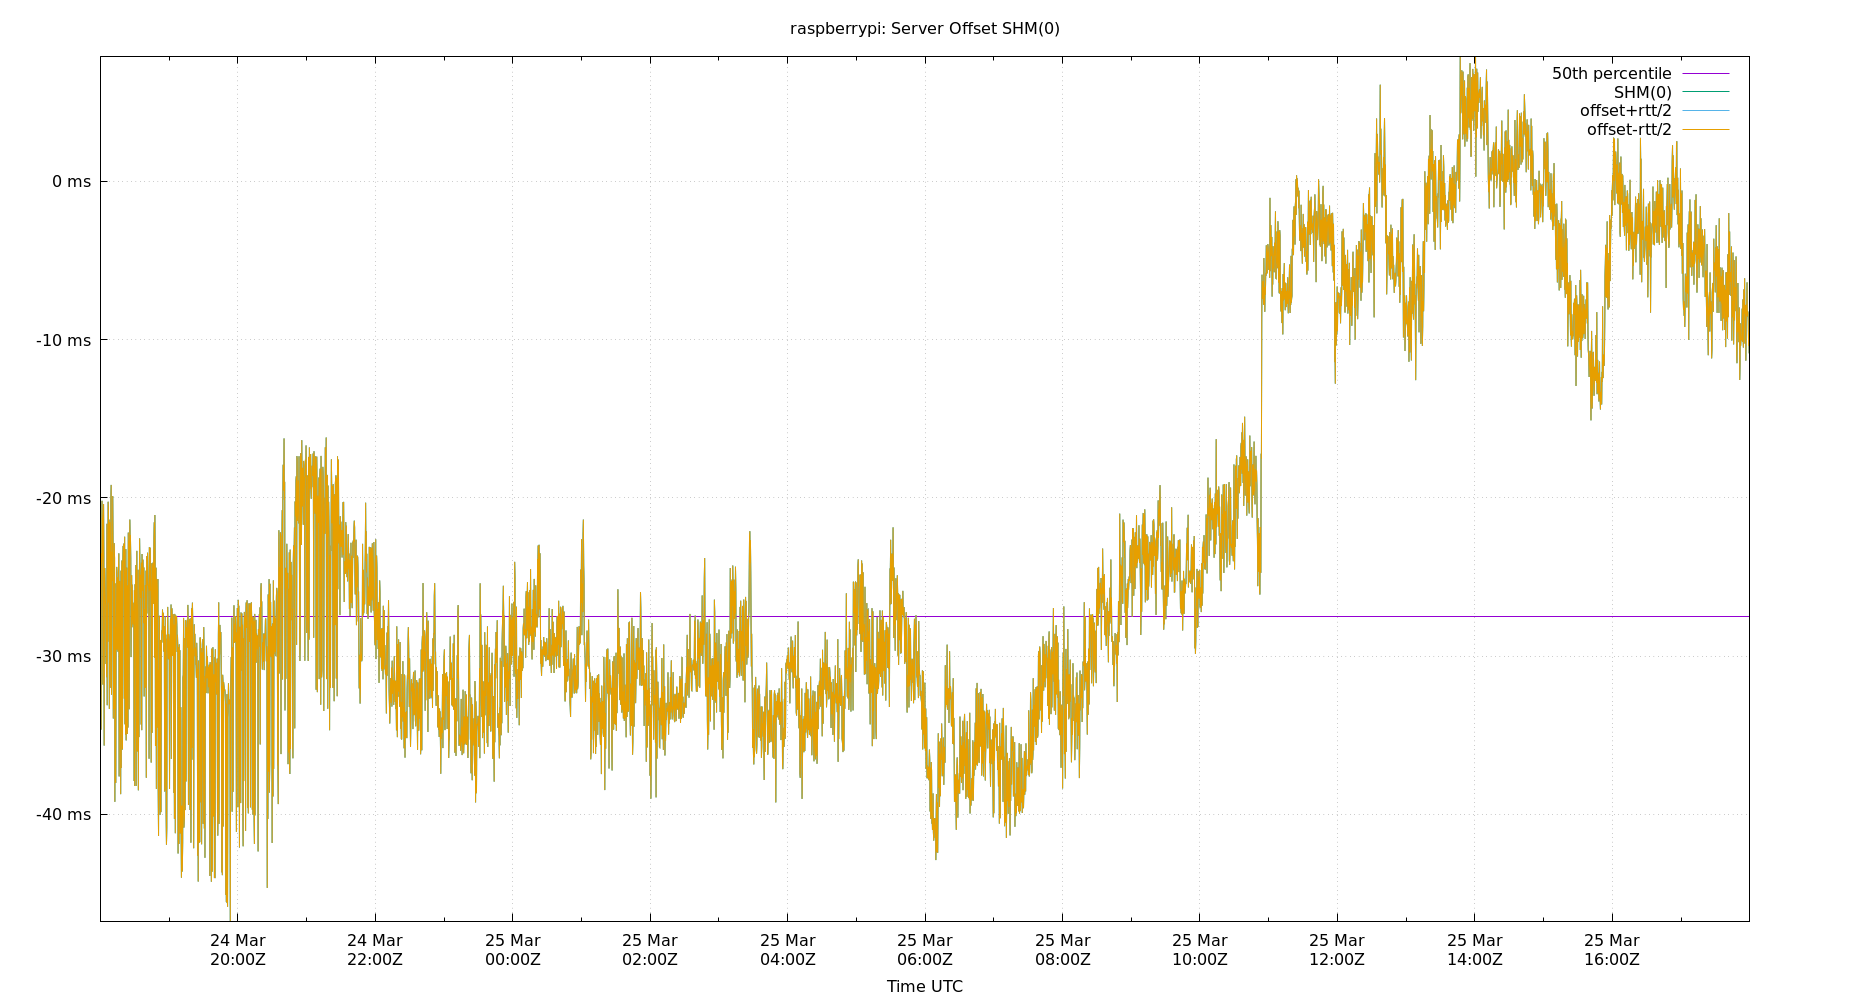 raspberrypi: Server Offset SHM(0)
50th percentile
SHM(0)
offset+rtt/2
offset-rtt/2
0 ms
-10 ms
-20 ms
-30 ms
-40 ms
24 Mar 24 Mar 25 Mar 25 Mar 25 Mar 25 Mar 25 Mar 25 Mar 25 Mar 25 Mar 25 Mar
20:00Z 22:00Z 00:00Z 02:00Z 04:00Z 06:00Z 08:00Z 10:00Z 12:00Z 14:00Z 16:00Z
Time UTC